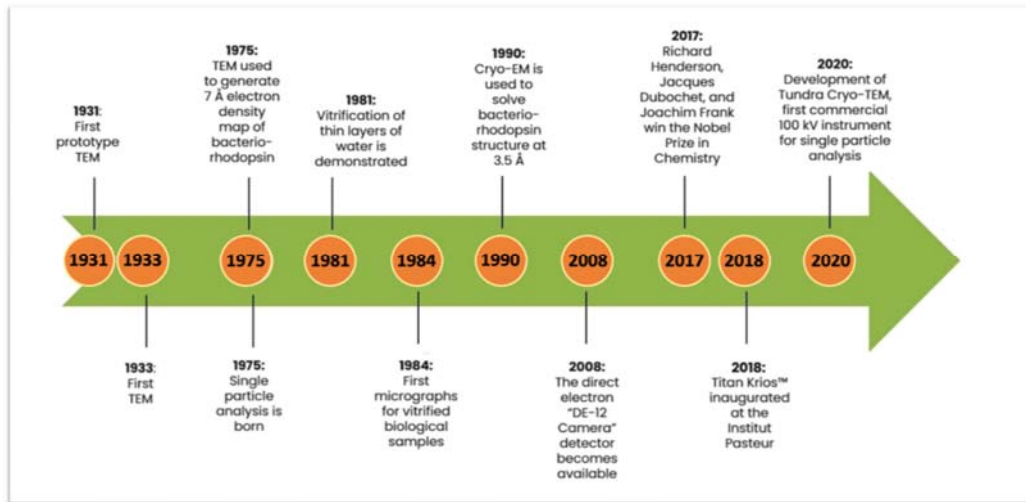 1931:
First
prototype
TEM
1975:
TEM used
to generate
7 Å electron
density
map of
bacterio-
rhodopsin
1981:
Vitrification of
thin layers of
water is
demonstrated
1990:
Cryo-EM is
used to
solve
bacterio-
rhodopsin
structure at
3.5 Å
2017:
Richard
Henderson,
Jacques
Dubochet, and
Joachim Frank
win the Nobel
Prize in
Chemistry
2020:
Development of
Tundra Cryo-TEM,
first commercial
100 kV instrument
for single particle
analysis
1931
1933
1975
1981
1984
1990
2008
2017
2018
2020
1933:
First
TEM
1975:
Single
particle
analysis is
born
1984:
First
micrographs
for vitrified
biological
samples
2008:
The direct
electron
“DE-12
Camera”
detector
becomes
available
2018:
Titan Krios™
inaugurated
at the
Institut
Pasteur